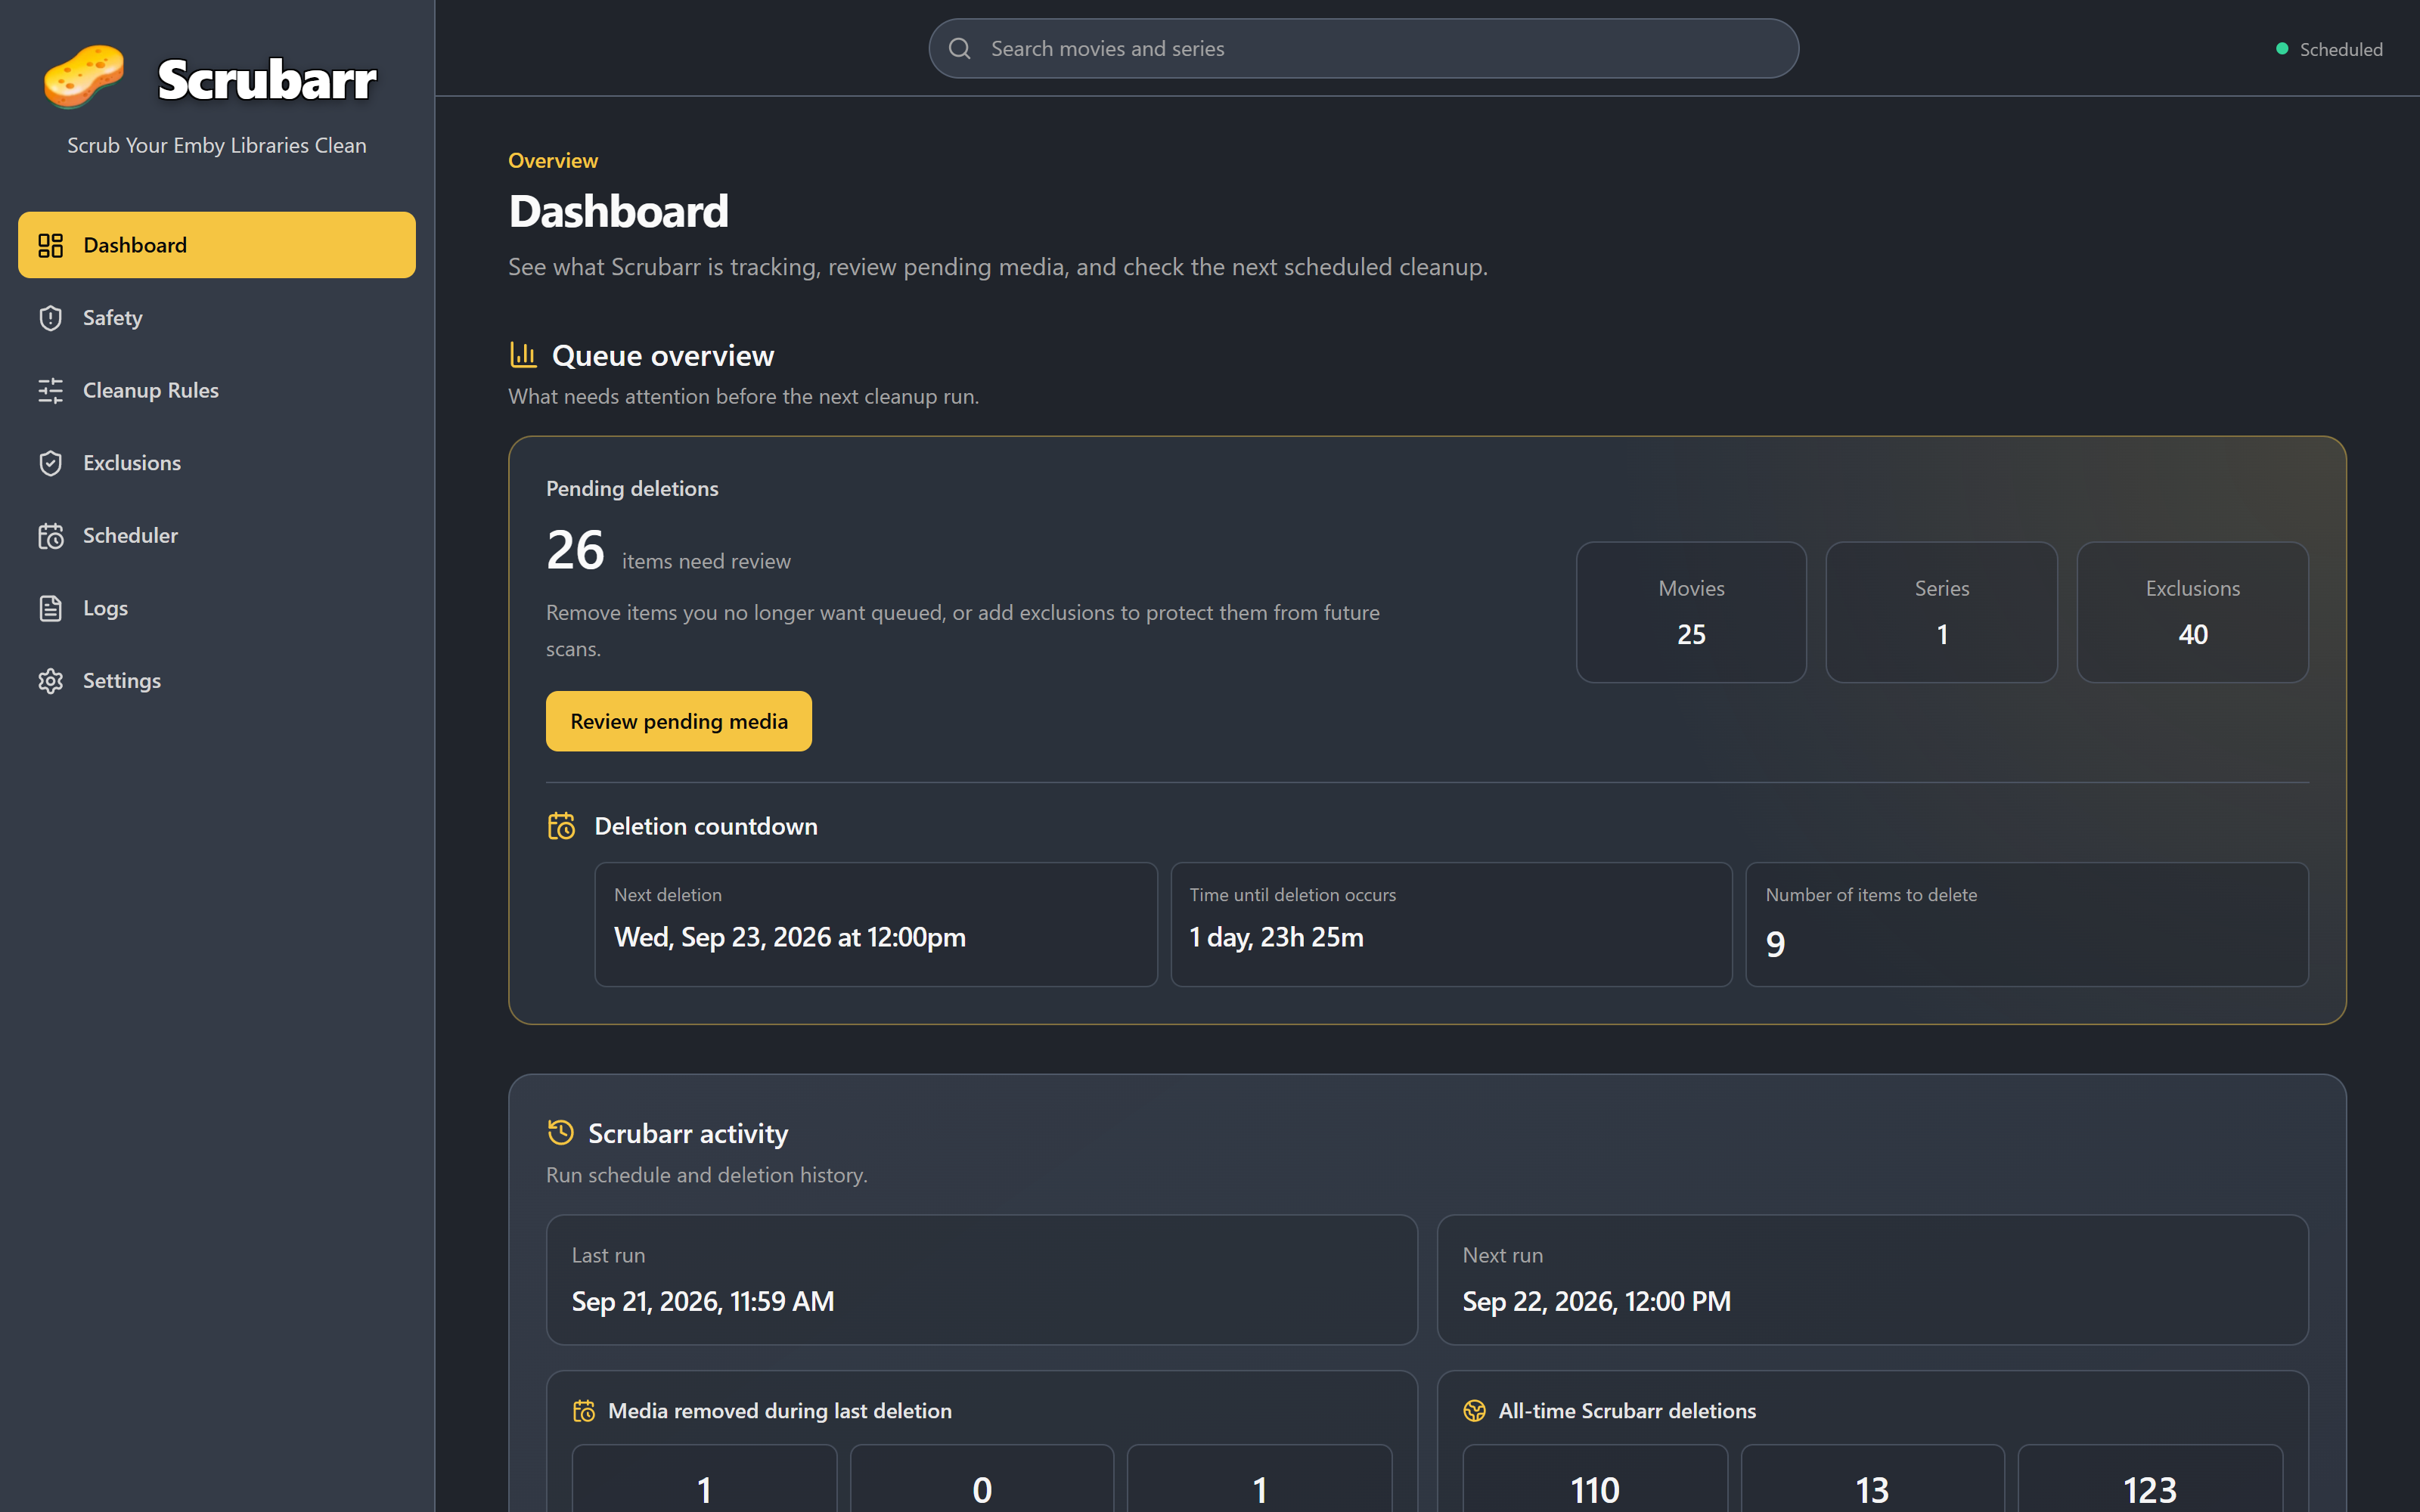 Scrubarr
Scrub Your Emby Libraries Clean
Dashboard
Safety
Cleanup Rules
Exclusions
Scheduler
Logs
Settings
Search movies and series
Scheduled
Overview
Dashboard
See what Scrubarr is tracking, review pending media, and check the next scheduled cleanup.
Queue overview
What needs attention before the next cleanup run.
Pending deletions
26 items need review
Remove items you no longer want queued, or add exclusions to protect them from future
scans.
Review pending media
Movies
25
Series
1
Exclusions
40
Deletion countdown
Next deletion
Wed, Sep 23, 2026 at 12:00pm
Time until deletion occurs
1 day, 23h 25m
Number of items to delete
9
Scrubarr activity
Run schedule and deletion history.
Last run
Sep 21, 2026, 11:59 AM
Next run
Sep 22, 2026, 12:00 PM
Media removed during last deletion
1 0 1
All-time Scrubarr deletions
110 13 123